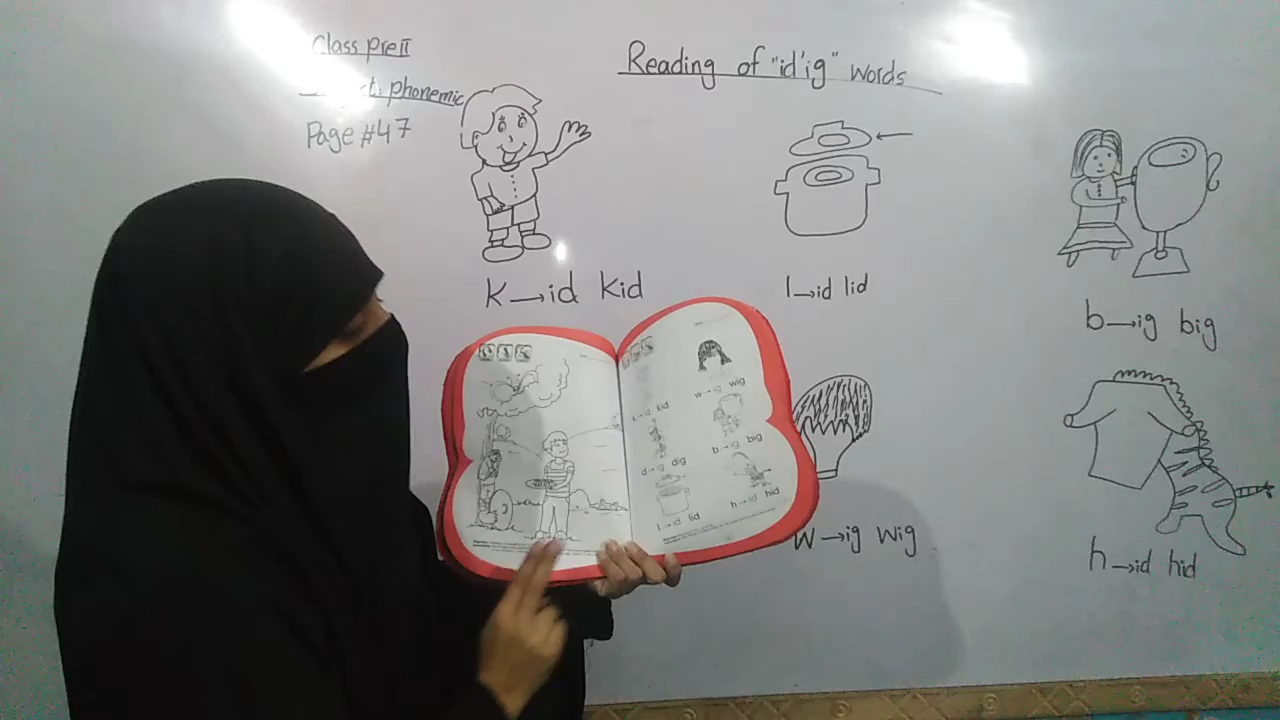 Class Pre II
phonemic
Page #47
Reading of "id'ig" words
k→id kid
l→id lid
b→ig big
w→ig wig
h→id hid
k→id kid
w→ig wig
d→ig dig
b→ig big
l→id lid
h→id hid